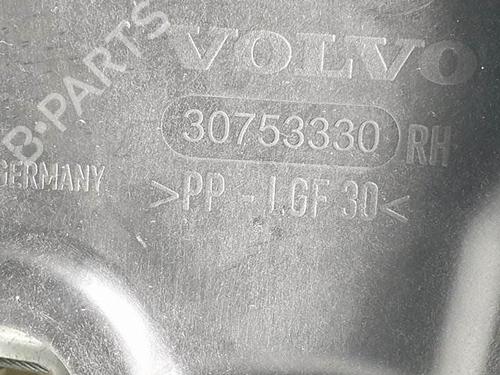 B-PARTS
VOLVO
30753330 RH
GERMANY
>PP - LGF 30<